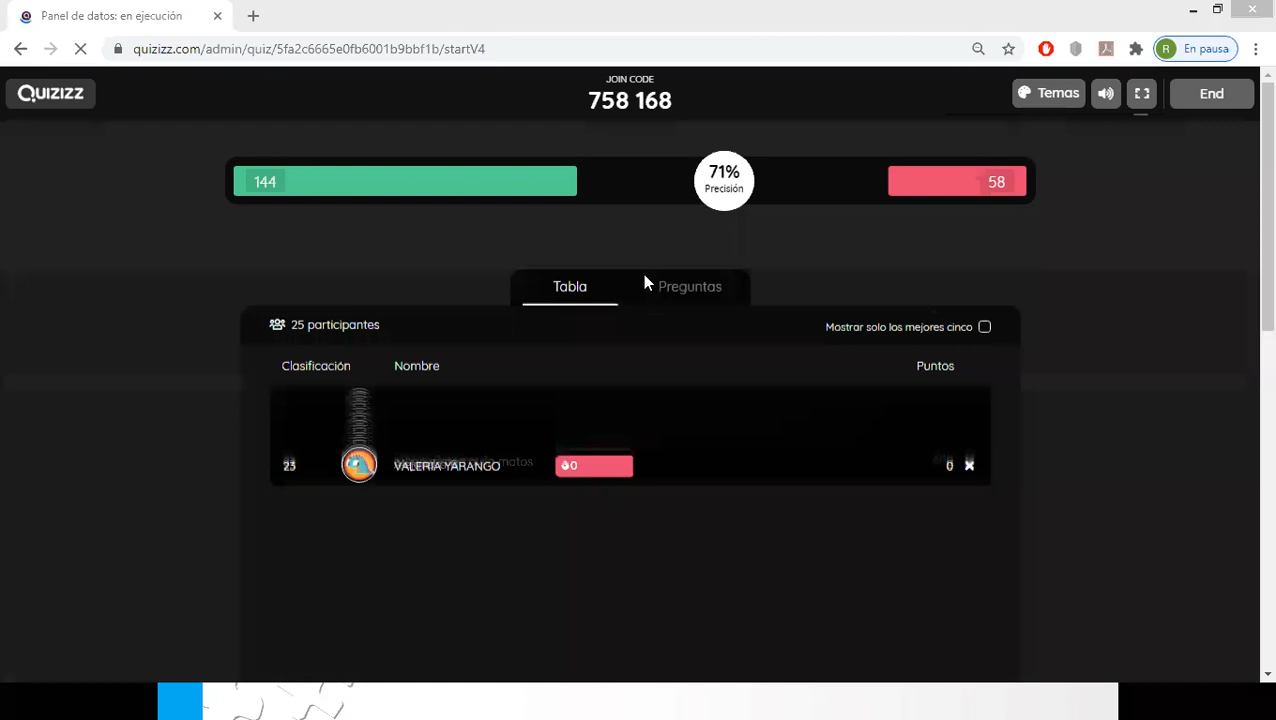 Panel de datos: en ejecución
quizizz.com/admin/quiz/5fa2c6665e0fb6001b9bbf1b/startV4
R En pausa
Quizizz
JOIN CODE
758 168
Temas
End
144
71%
Precisión
58
Tabla
Preguntas
25 participantes
Mostrar solo los mejores cinco
Clasificación Nombre Puntos
23 VALERIA YARANGO 0 0